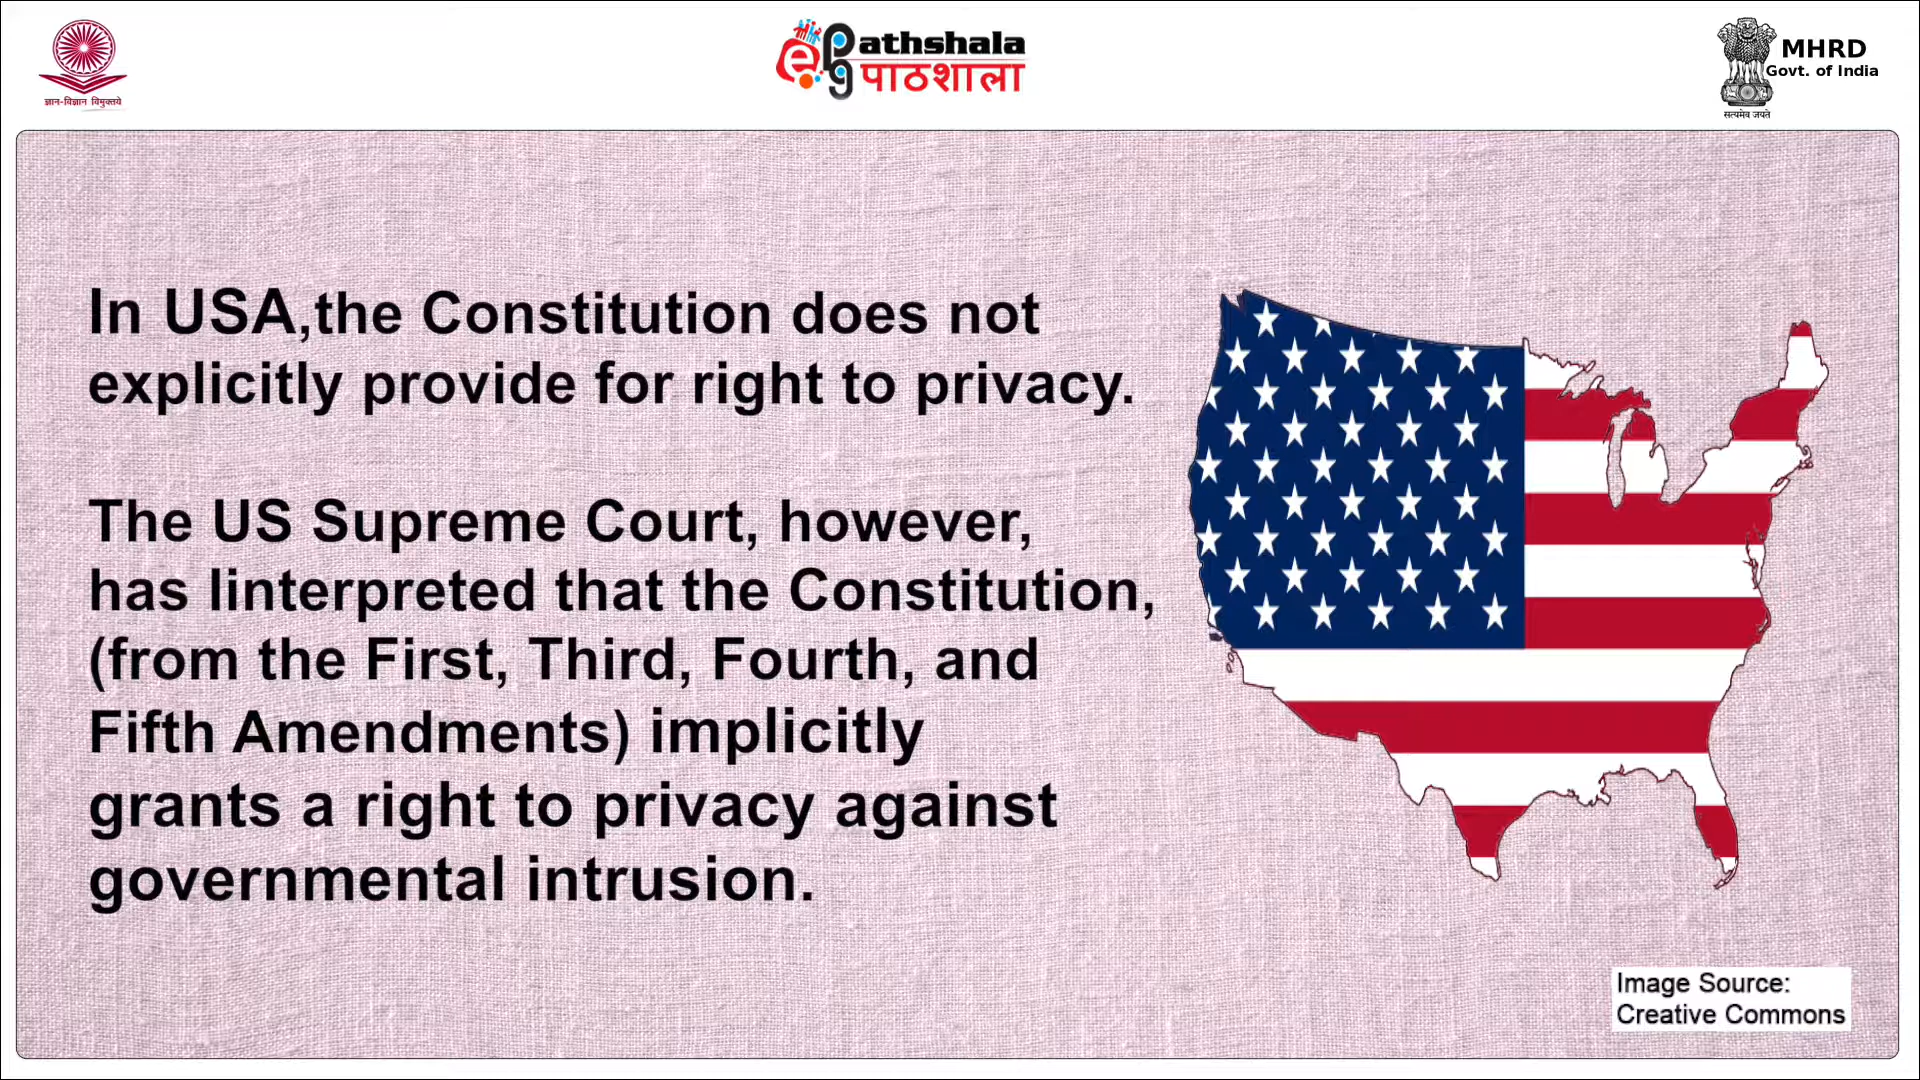 ज्ञान-विज्ञान विमुक्तये
ePG athshala
पाठशाला
MHRD
Govt. of India
सत्यमेव जयते
In USA,the Constitution does not
explicitly provide for right to privacy.
The US Supreme Court, however,
has linterpreted that the Constitution,
(from the First, Third, Fourth, and
Fifth Amendments) implicitly
grants a right to privacy against
governmental intrusion.
Image Source:
Creative Commons